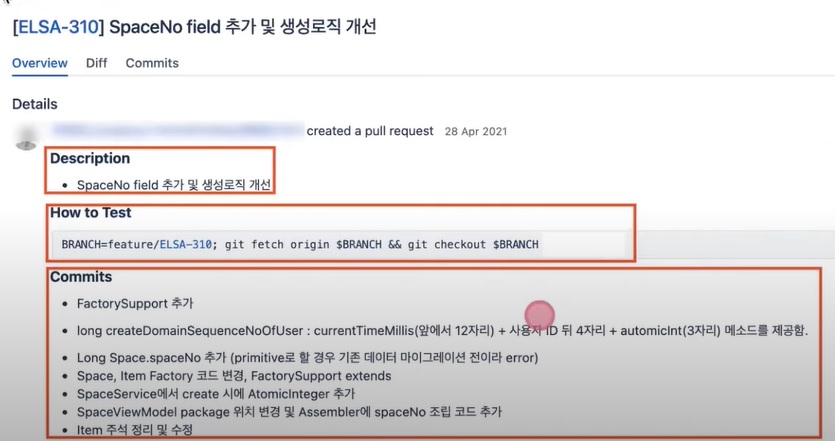 [ELSA-310] SpaceNo field 추가 및 생성로직 개선
Overview Diff Commits
Details
created a pull request 28 Apr 2021
Description
• SpaceNo field 추가 및 생성로직 개선
How to Test
BRANCH=feature/ELSA-310; git fetch origin $BRANCH && git checkout $BRANCH
Commits
• FactorySupport 추가
• long createDomainSequenceNoOfUser : currentTimeMillis(앞에서 12자리) + 사용자 ID 뒤 4자리 + automicInt(3자리) 메소드를 제공함.
• Long Space.spaceNo 추가 (primitive로 할 경우 기존 데이터 마이그레이션 전이라 error)
• Space, Item Factory 코드 변경, FactorySupport extends
• SpaceService에서 create 시에 AtomicInteger 추가
• SpaceViewModel package 위치 변경 및 Assembler에 spaceNo 조립 코드 추가
• Item 주석 정리 및 수정